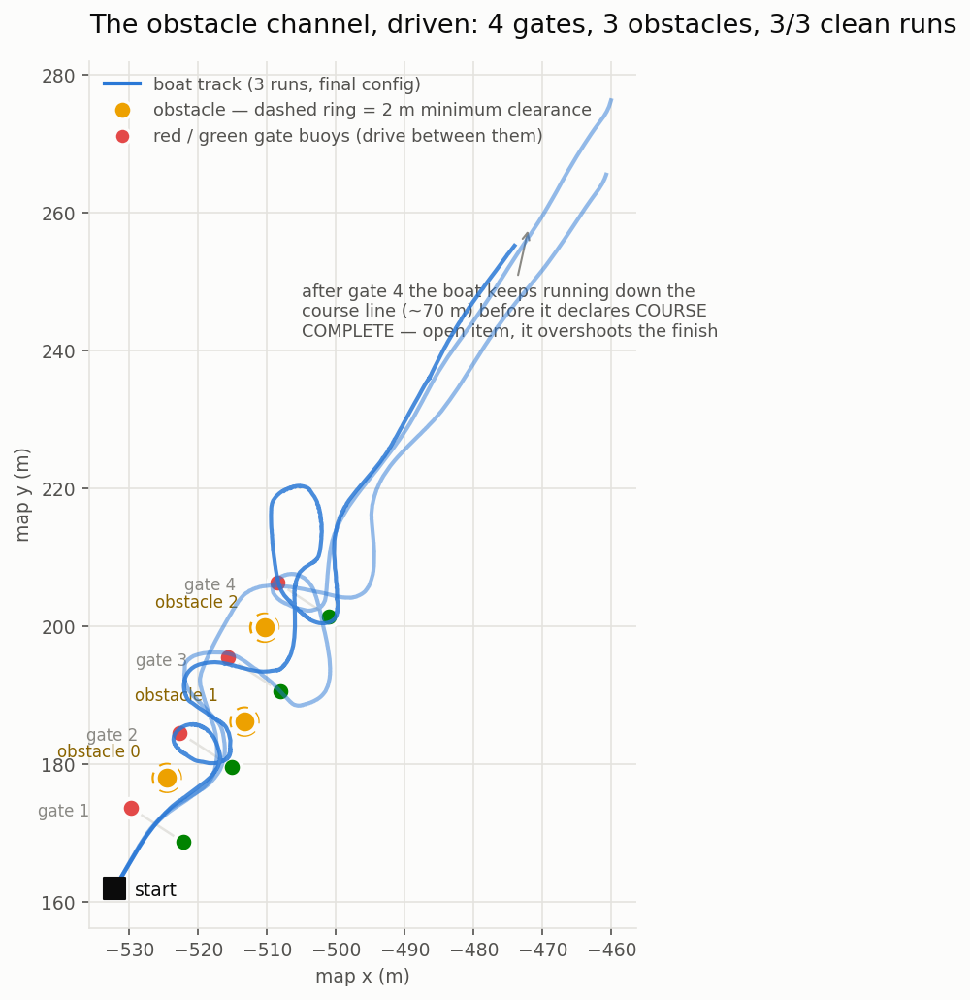 The obstacle channel, driven: 4 gates, 3 obstacles, 3/3 clean runs
280
boat track (3 runs, final config)
obstacle — dashed ring = 2 m minimum clearance
red / green gate buoys (drive between them)
260
after gate 4 the boat keeps running down the
course line (~70 m) before it declares COURSE
COMPLETE — open item, it overshoots the finish
240
map y (m)
220
gate 4
obstacle 2
200
gate 3
obstacle 1
gate 2
obstacle 0
180
gate 1
start
160
−530 −520 −510 −500 −490 −480 −470 −460
map x (m)